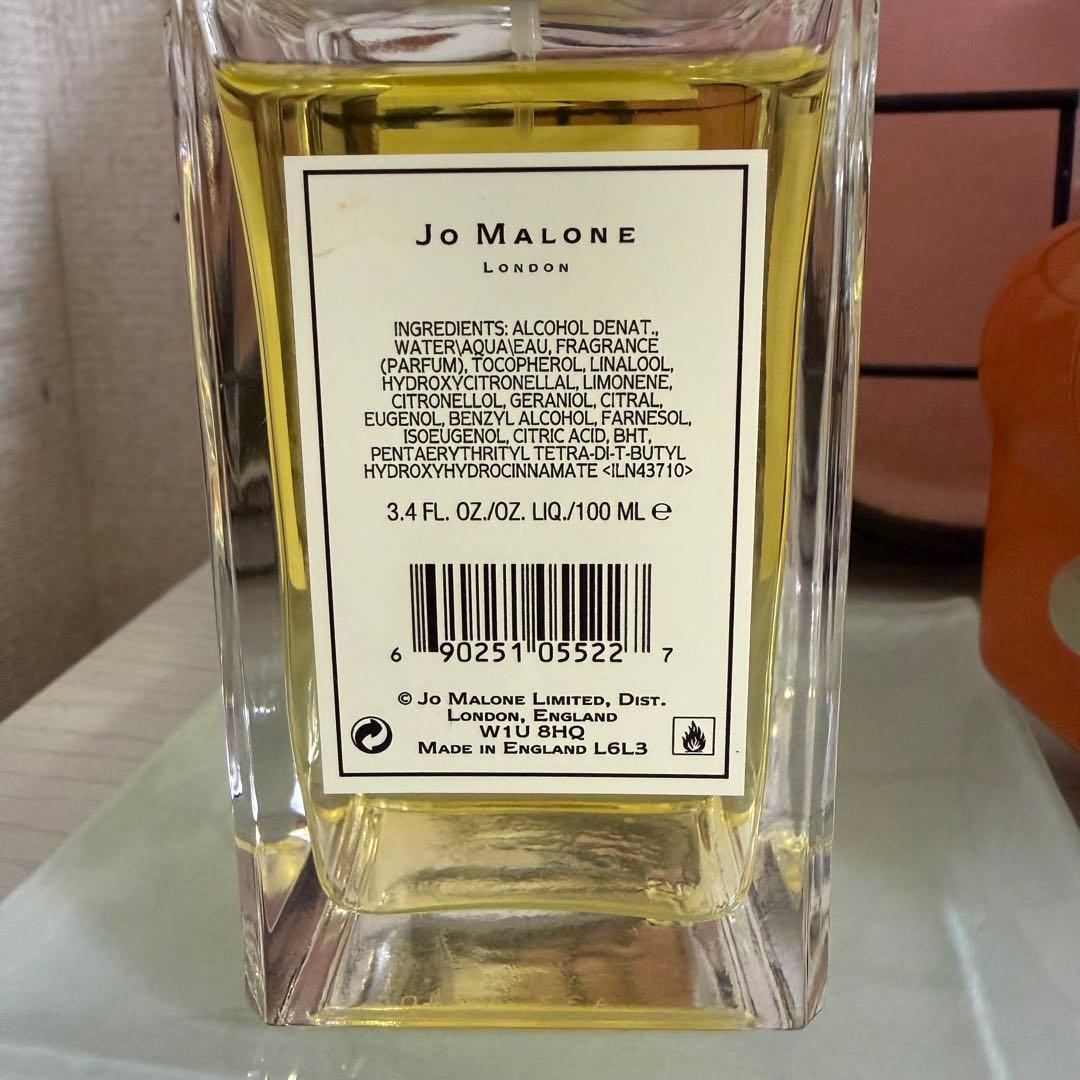 JO MALONE
LONDON
INGREDIENTS: ALCOHOL DENAT.,
WATER\AQUA\EAU, FRAGRANCE
(PARFUM), TOCOPHEROL, LINALOOL,
HYDROXYCITRONELLAL, LIMONENE,
CITRONELLOL, GERANIOL, CITRAL,
EUGENOL, BENZYL ALCOHOL, FARNESOL,
ISOEUGENOL, CITRIC ACID, BHT,
PENTAERYTHRITYL TETRA-DI-T-BUTYL
HYDROXYHYDROCINNAMATE <ILN43710>
3.4 FL. OZ./OZ. LIQ./100 ML ℮
6 90251 05522 7
© JO MALONE LIMITED, DIST.
LONDON, ENGLAND
W1U 8HQ
MADE IN ENGLAND L6L3